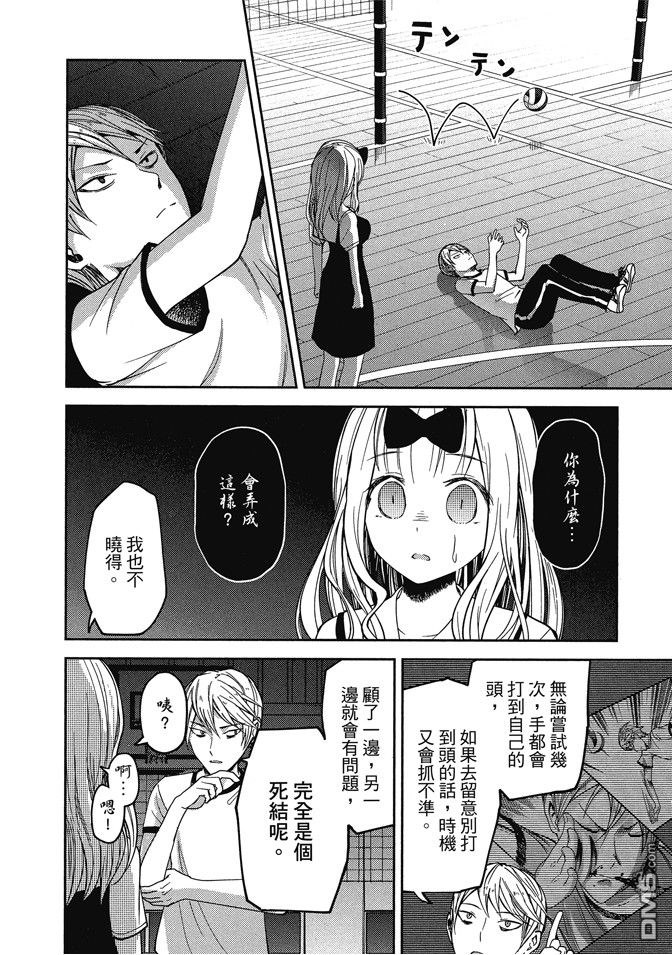 テン
テン
你為什麼…
會弄成
這樣？
我也不
曉得。
無論嘗試幾
次，手都會
打到自己的
頭，
如果去留意別打
到頭的話，時機
又會抓不準。
顧了一邊，另一
邊就會有問題，
完全是個
死結呢。
咦？
啊…
嗯！
DM5